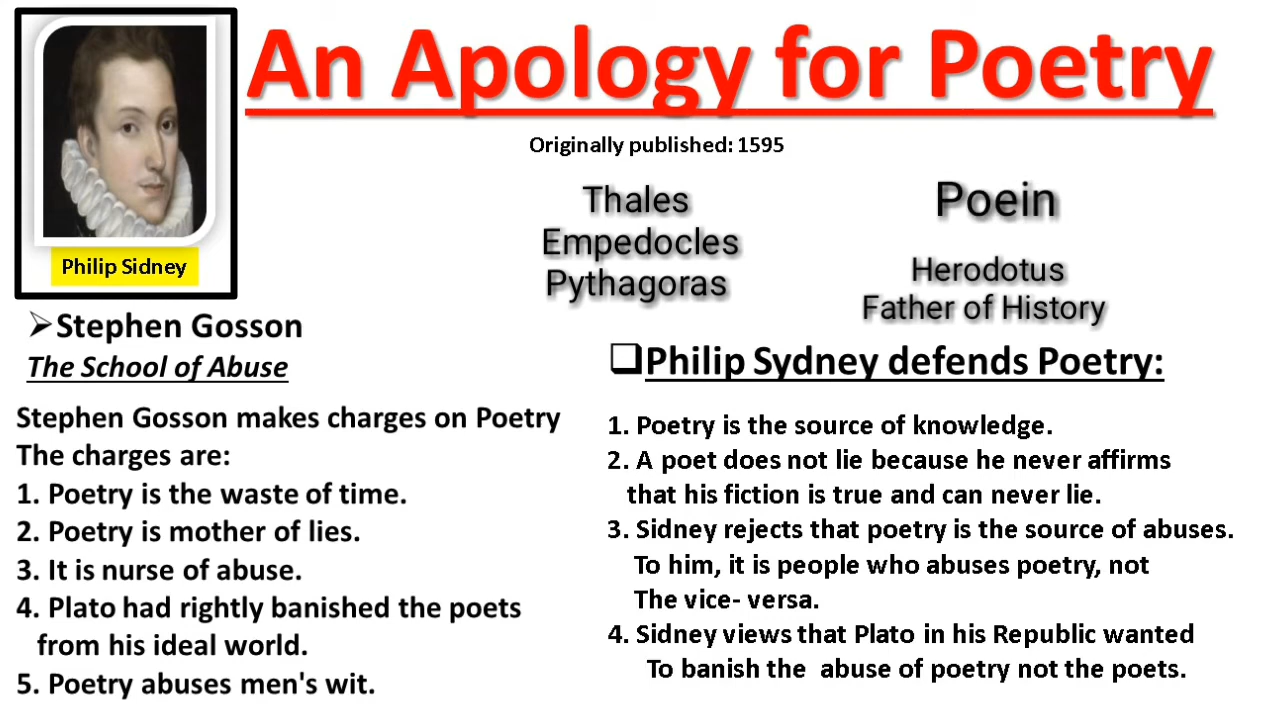 An Apology for Poetry
Originally published: 1595
Thales
Empedocles
Pythagoras
Poein
Herodotus
Father of History
Philip Sidney
➢Stephen Gosson
The School of Abuse
Stephen Gosson makes charges on Poetry
The charges are:
1. Poetry is the waste of time.
2. Poetry is mother of lies.
3. It is nurse of abuse.
4. Plato had rightly banished the poets
from his ideal world.
5. Poetry abuses men's wit.
❑Philip Sydney defends Poetry:
1. Poetry is the source of knowledge.
2. A poet does not lie because he never affirms
that his fiction is true and can never lie.
3. Sidney rejects that poetry is the source of abuses.
To him, it is people who abuses poetry, not
The vice- versa.
4. Sidney views that Plato in his Republic wanted
To banish the abuse of poetry not the poets.